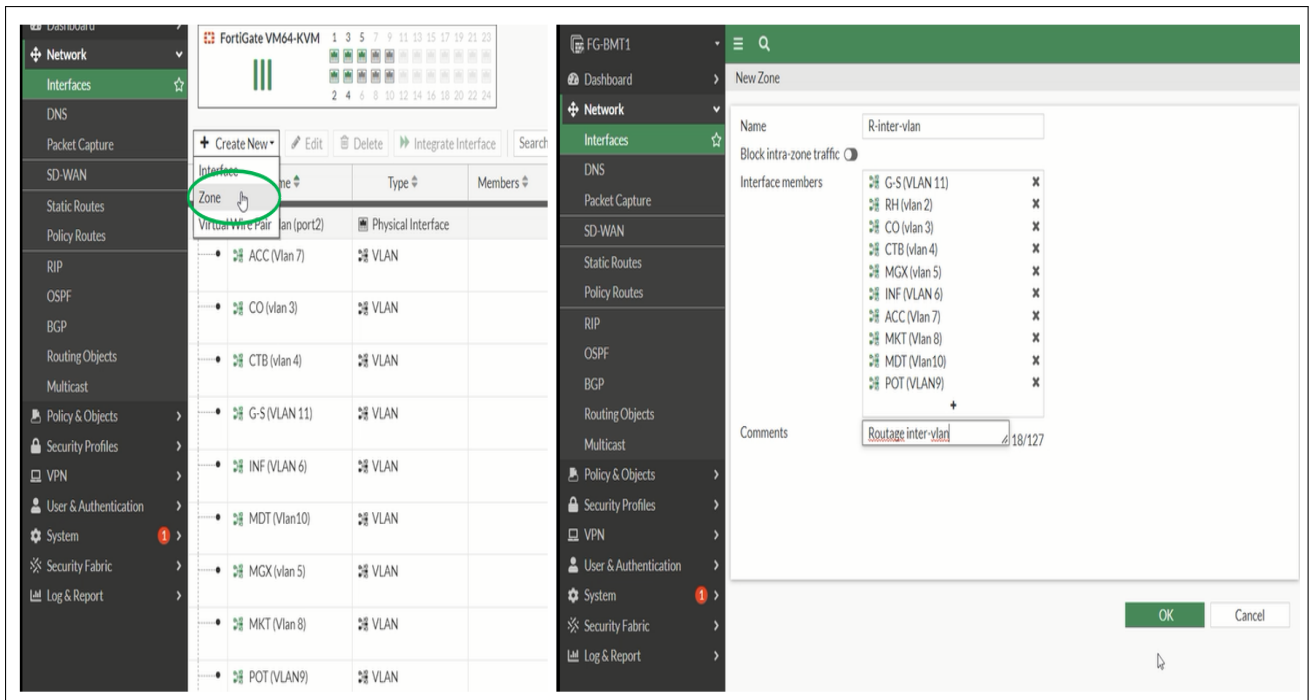 Dashboard
Network
Interfaces
DNS
Packet Capture
SD-WAN
Static Routes
Policy Routes
RIP
OSPF
BGP
Routing Objects
Multicast
Policy & Objects
Security Profiles
VPN
User & Authentication
System 1
Security Fabric
Log & Report
FortiGate VM64-KVM
1 3 5 7 9 11 13 15 17 19 21 23
2 4 6 8 10 12 14 16 18 20 22 24
+ Create New Edit Delete Integrate Interface Search
Interface
Zone
Virtual Wire Pair
me Type Members
lan (port2) Physical Interface
ACC (Vlan 7) VLAN
CO (vlan 3) VLAN
CTB (vlan 4) VLAN
G-S (VLAN 11) VLAN
INF (VLAN 6) VLAN
MDT (Vlan10) VLAN
MGX (vlan 5) VLAN
MKT (Vlan 8) VLAN
POT (VLAN9) VLAN
FG-BMT1
Dashboard
Network
Interfaces
DNS
Packet Capture
SD-WAN
Static Routes
Policy Routes
RIP
OSPF
BGP
Routing Objects
Multicast
Policy & Objects
Security Profiles
VPN
User & Authentication
System 1
Security Fabric
Log & Report
New Zone
Name R-inter-vlan
Block intra-zone traffic
Interface members G-S (VLAN 11)
RH (vlan 2)
CO (vlan 3)
CTB (vlan 4)
MGX (vlan 5)
INF (VLAN 6)
ACC (Vlan 7)
MKT (Vlan 8)
MDT (Vlan10)
POT (VLAN9)
+
Comments Routage inter-vlan 18/127
OK Cancel